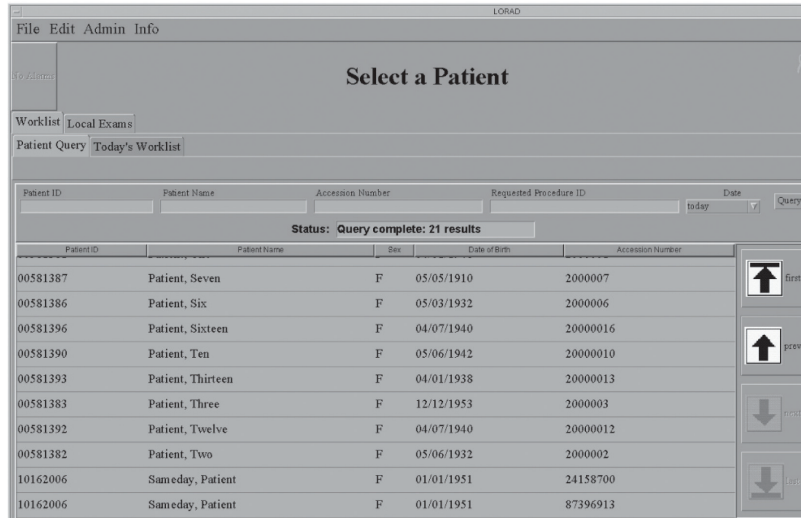 LORAD
File Edit Admin Info
No Alarms
Select a Patient
Worklist Local Exams
Patient Query Today's Worklist
Patient ID Patient Name Accession Number Requested Procedure ID Date
today Query
Status: Query complete: 21 results
Patient ID Patient Name Sex Date of Birth Accession Number
00581387 Patient, Seven F 05/05/1910 2000007
first
00581386 Patient, Six F 05/03/1932 2000006
00581396 Patient, Sixteen F 04/07/1940 20000016
prev
00581390 Patient, Ten F 05/06/1942 20000010
00581393 Patient, Thirteen F 04/01/1938 20000013
00581383 Patient, Three F 12/12/1953 2000003
next
00581392 Patient, Twelve F 04/07/1940 20000012
00581382 Patient, Two F 05/06/1932 2000002
10162006 Sameday, Patient F 01/01/1951 24158700
last
10162006 Sameday, Patient F 01/01/1951 87396913